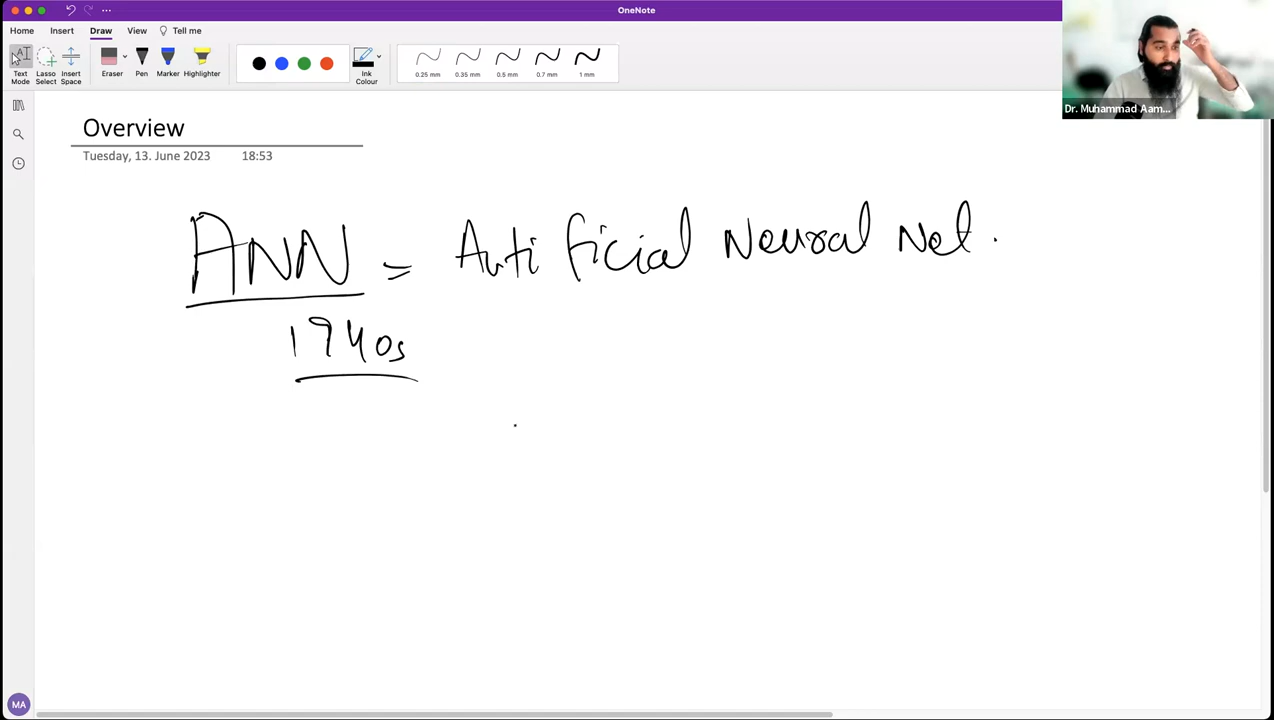 OneNote
Home Insert Draw View Tell me
Text Mode
Lasso Select
Insert Space
Eraser
Pen
Marker
Highlighter
Ink Colour
0.25 mm
0.35 mm
0.5 mm
0.7 mm
1 mm
Dr. Muhammad Aam...
Overview
Tuesday, 13. June 2023 18:53
ANN = Artificial Neural Net.
1940s
MA